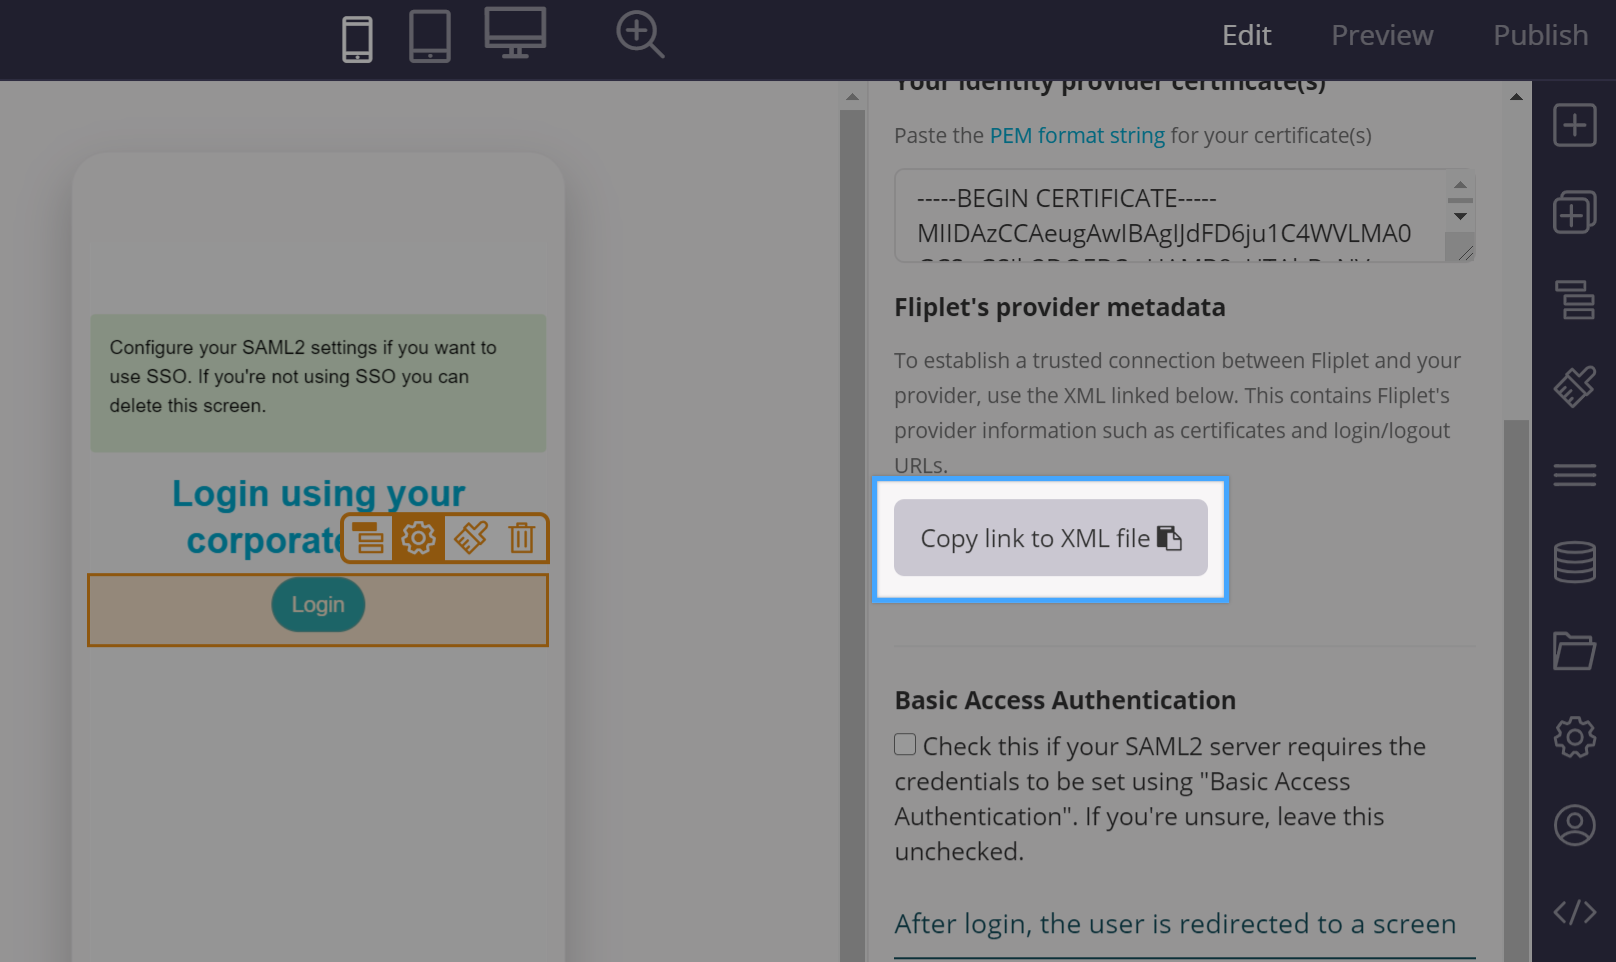 Edit Preview Publish
Your identity provider certificate(s)
Paste the PEM format string for your certificate(s)
-----BEGIN CERTIFICATE-----
MIIDAzCCAeugAwIBAgIJdFD6ju1C4WVLMA0
Fliplet's provider metadata
To establish a trusted connection between Fliplet and your
provider, use the XML linked below. This contains Fliplet's
provider information such as certificates and login/logout
URLs.
Copy link to XML file
Basic Access Authentication
Check this if your SAML2 server requires the
credentials to be set using "Basic Access
Authentication". If you're unsure, leave this
unchecked.
After login, the user is redirected to a screen
Configure your SAML2 settings if you want to
use SSO. If you're not using SSO you can
delete this screen.
Login using your
corporate
Login